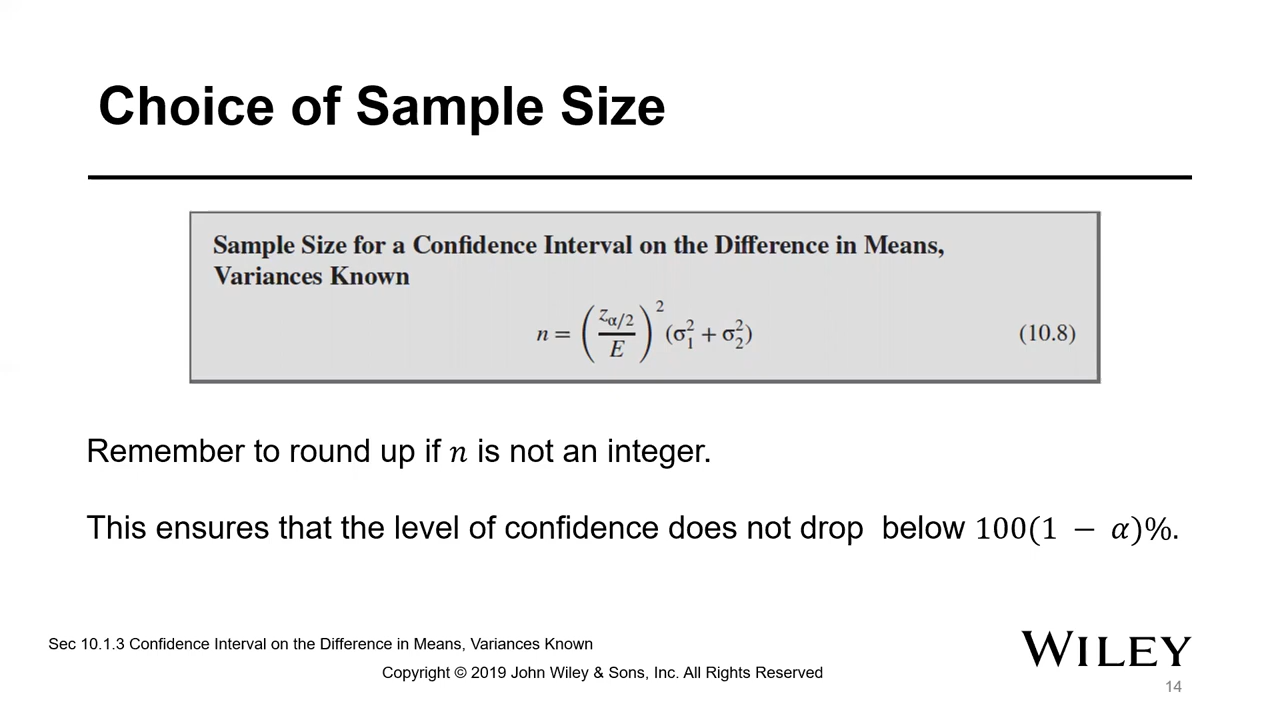 Choice of Sample Size
Sample Size for a Confidence Interval on the Difference in Means,
Variances Known
n = (zα/2 / E)² (σ₁² + σ₂²) (10.8)
Remember to round up if 𝑛 is not an integer.
This ensures that the level of confidence does not drop below 100(1 − 𝛼)%.
Sec 10.1.3 Confidence Interval on the Difference in Means, Variances Known
Copyright © 2019 John Wiley & Sons, Inc. All Rights Reserved
WILEY
14